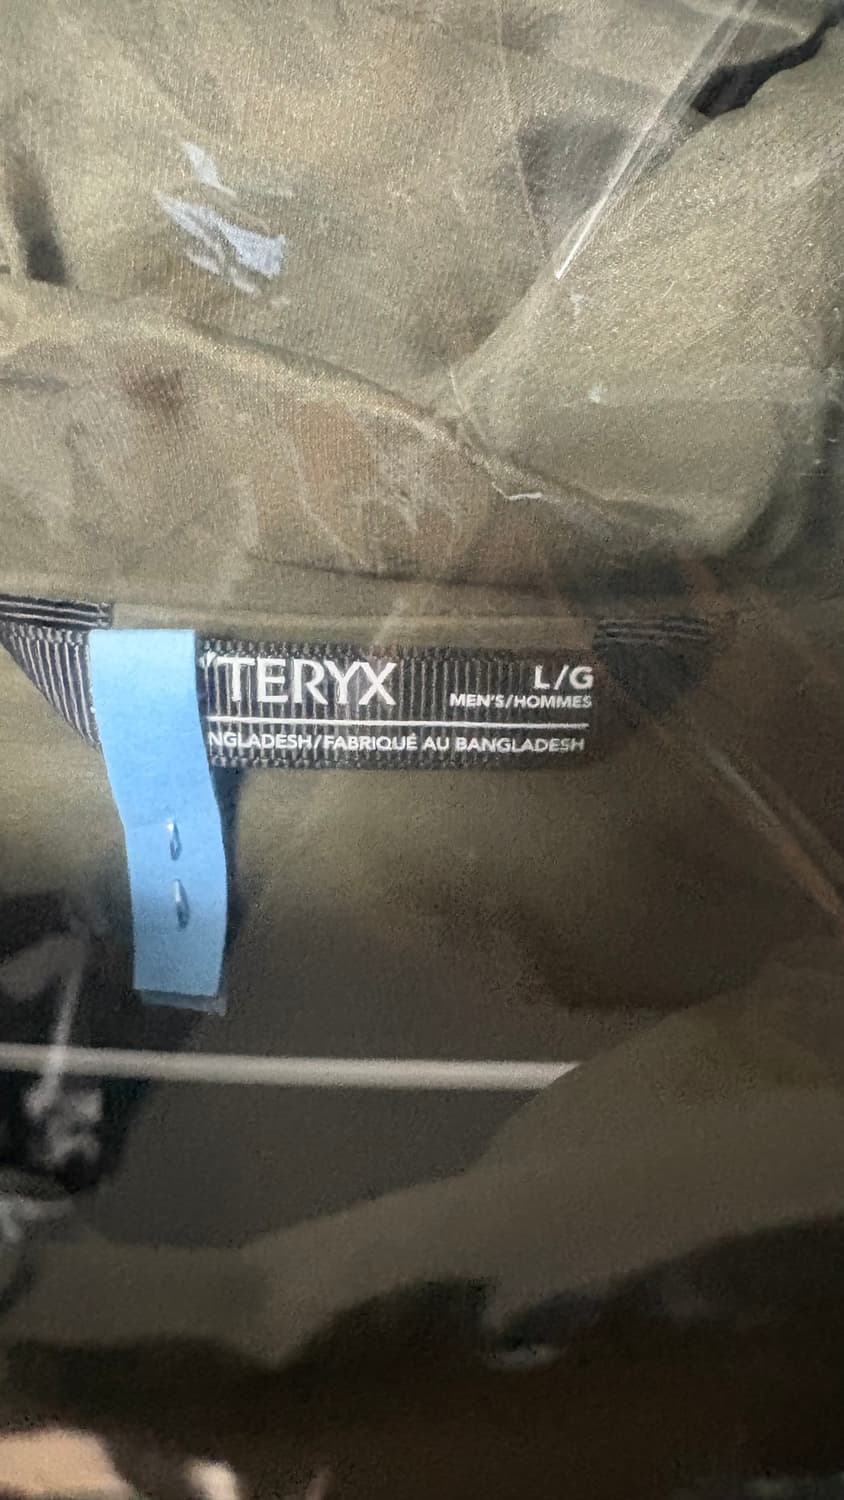 'TERYX
L/G
MEN'S/HOMMES
NGLADESH/FABRIQUÉ AU BANGLADESH